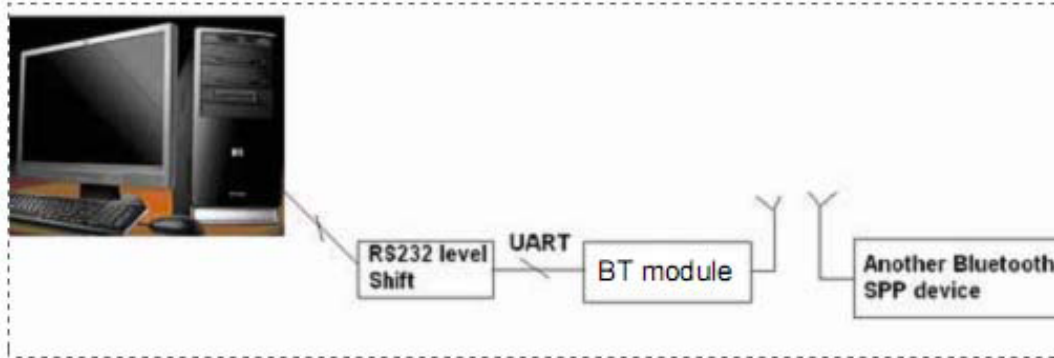 RS232 level
Shift
UART
BT module
Another Bluetooth
SPP device